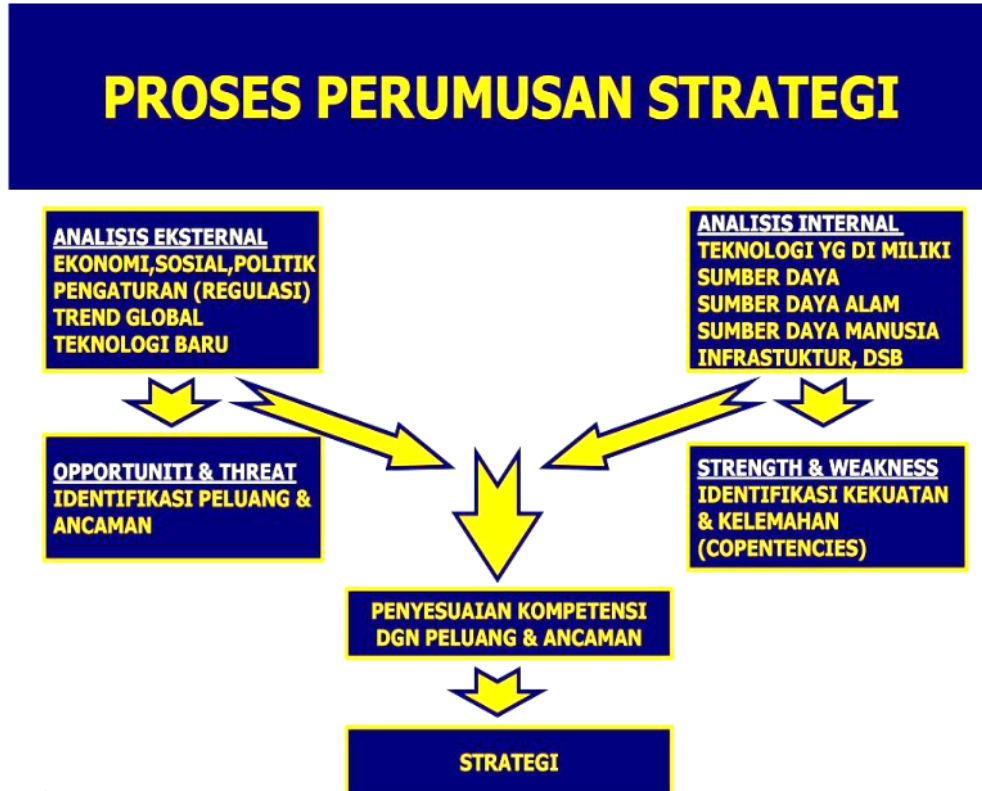 PROSES PERUMUSAN STRATEGI
ANALISIS EKSTERNAL
EKONOMI,SOSIAL,POLITIK
PENGATURAN (REGULASI)
TREND GLOBAL
TEKNOLOGI BARU
ANALISIS INTERNAL
TEKNOLOGI YG DI MILIKI
SUMBER DAYA
SUMBER DAYA ALAM
SUMBER DAYA MANUSIA
INFRASTUKTUR, DSB
OPPORTUNITI & THREAT
IDENTIFIKASI PELUANG &
ANCAMAN
STRENGTH & WEAKNESS
IDENTIFIKASI KEKUATAN
& KELEMAHAN
(COPENTENCIES)
PENYESUAIAN KOMPETENSI
DGN PELUANG & ANCAMAN
STRATEGI